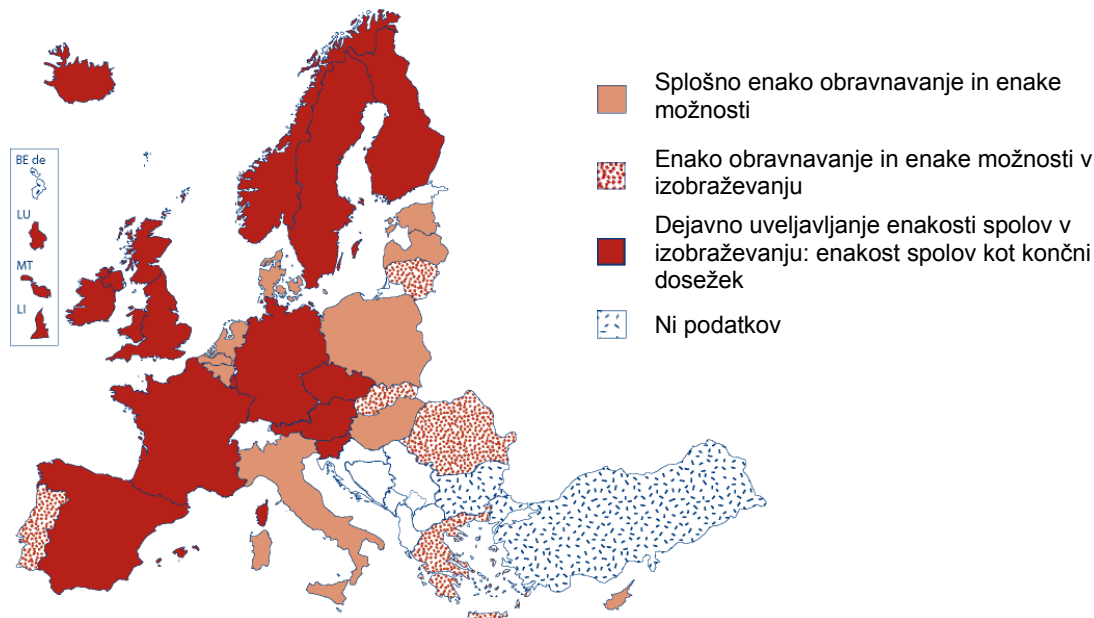 BE de
LU
MT
LI
Splošno enako obravnavanje in enake
možnosti
Enako obravnavanje in enake možnosti v
izobraževanju
Dejavno uveljavljanje enakosti spolov v
izobraževanju: enakost spolov kot končni
dosežek
Ni podatkov